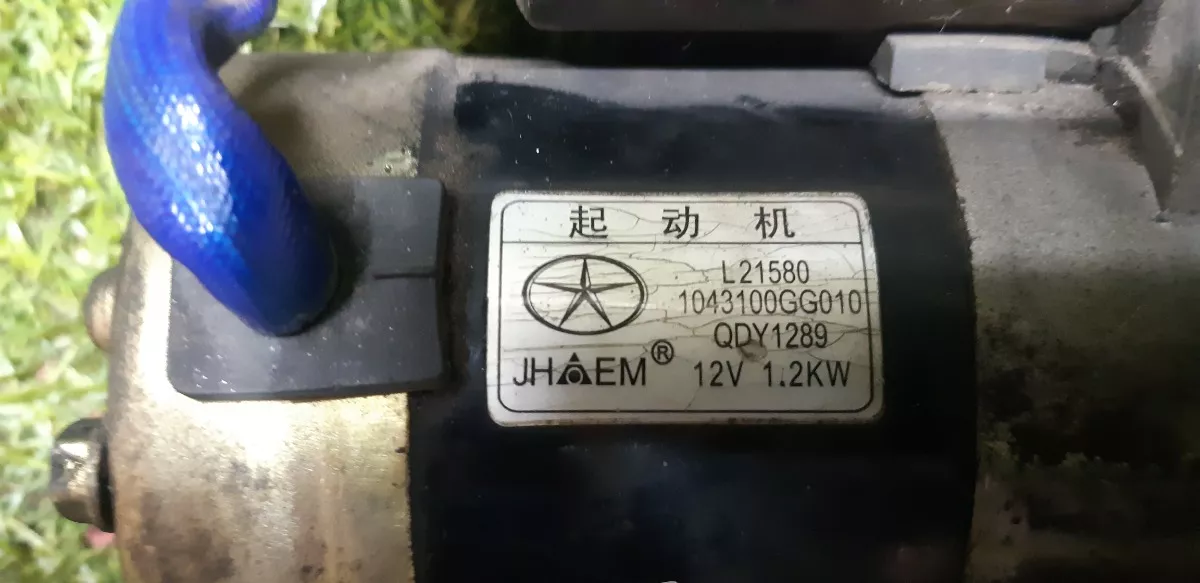 起动机
L21580
1043100GG010
QDY1289
JHAEM®
12V 1.2KW